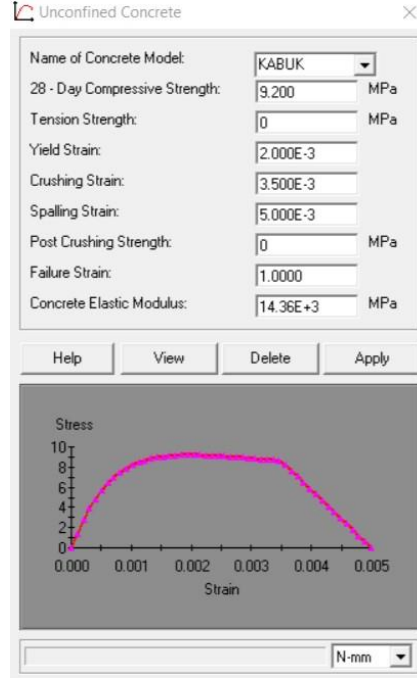 Unconfined Concrete
Name of Concrete Model: KABUK
28 - Day Compressive Strength: 9.200 MPa
Tension Strength: 0 MPa
Yield Strain: 2.000E-3
Crushing Strain: 3.500E-3
Spalling Strain: 5.000E-3
Post Crushing Strength: 0 MPa
Failure Strain: 1.0000
Concrete Elastic Modulus: 14.36E+3 MPa
Help View Delete Apply
Stress
10
8
6
4
2
0
0.000 0.001 0.002 0.003 0.004 0.005
Strain
N-mm